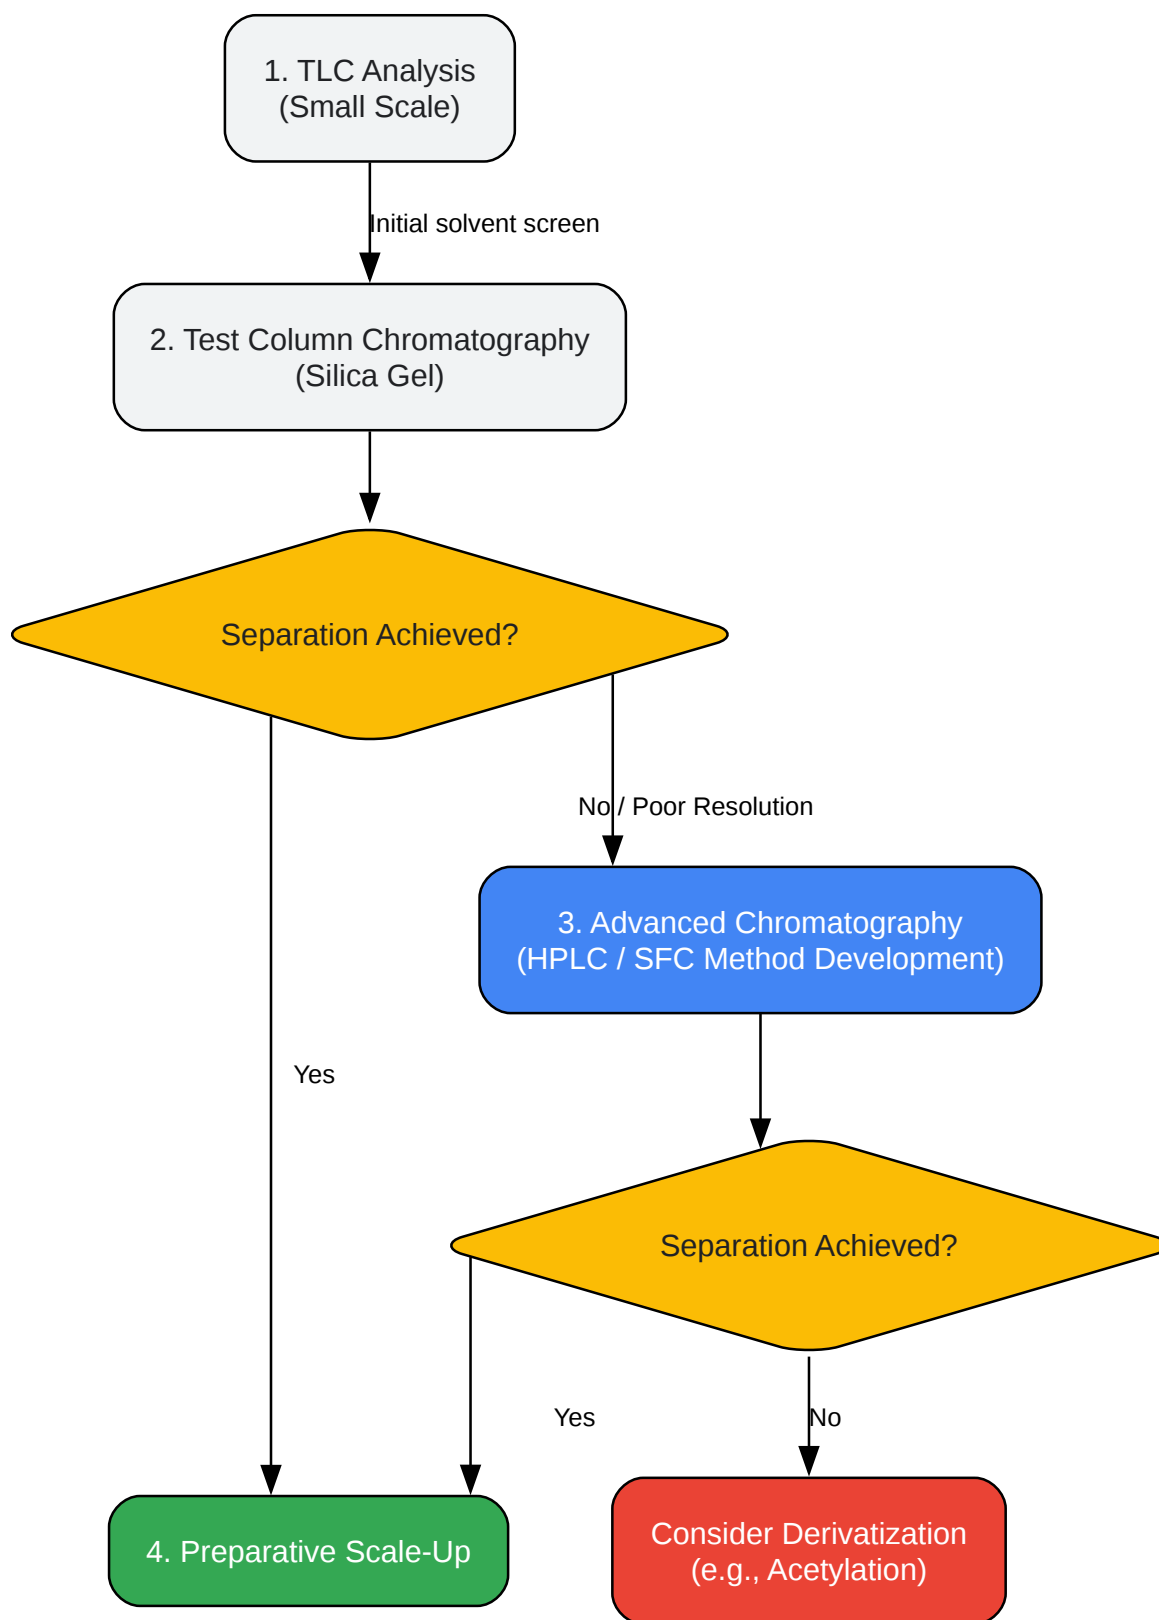 1. TLC Analysis
(Small Scale)
Initial solvent screen
2. Test Column Chromatography
(Silica Gel)
Separation Achieved?
No / Poor Resolution
3. Advanced Chromatography
(HPLC / SFC Method Development)
Yes
Separation Achieved?
Yes
No
4. Preparative Scale-Up
Consider Derivatization
(e.g., Acetylation)